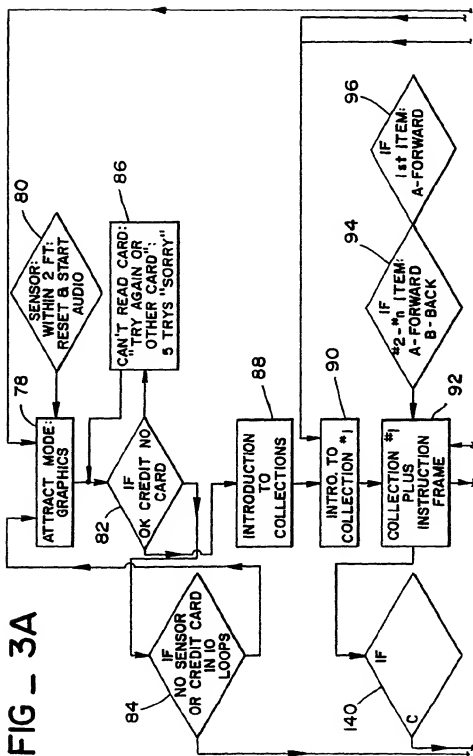 FIG _ 3A
80
SENSOR:
WITHIN 2 FT:
RESET & START
AUDIO
78
ATTRACT MODE:
GRAPHICS
86
CAN'T READ CARD:
"TRY AGAIN OR
OTHER CARD":
5 TRYS "SORRY"
82
IF
OK CREDIT NO
CARD
84
IF
NO SENSOR
OR CREDIT CARD
IN 10
LOOPS
88
INTRODUCTION
TO
COLLECTIONS
90
INTRO. TO
COLLECTION #1
96
IF
1st ITEM:
A-FORWARD
94
IF
#2-#n ITEM:
A-FORWARD
B-BACK
92
COLLECTION #1
PLUS
INSTRUCTION
FRAME
140
IF
C